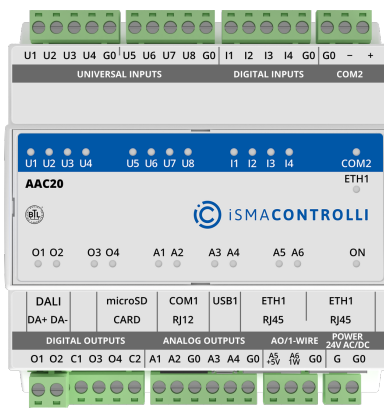 U1 U2 U3 U4 G0 U5 U6 U7 U8 G0 I1 I2 I3 I4 G0 G0 − +
UNIVERSAL INPUTS DIGITAL INPUTS COM2
U1 U2 U3 U4 U5 U6 U7 U8 I1 I2 I3 I4 COM2
AAC20 ETH1
BTL
iSMACONTROLLI
O1 O2 O3 O4 A1 A2 A3 A4 A5 A6 ON
DALI microSD COM1 USB1 ETH1 ETH1
DA+ DA- CARD RJ12 RJ45 RJ45
DIGITAL OUTPUTS ANALOG OUTPUTS AO/1-WIRE POWER
24V AC/DC
O1 O2 C1 O3 O4 C2 A1 A2 G0 A3 A4 G0 A5 A6 G0 G G0
+5V 1W